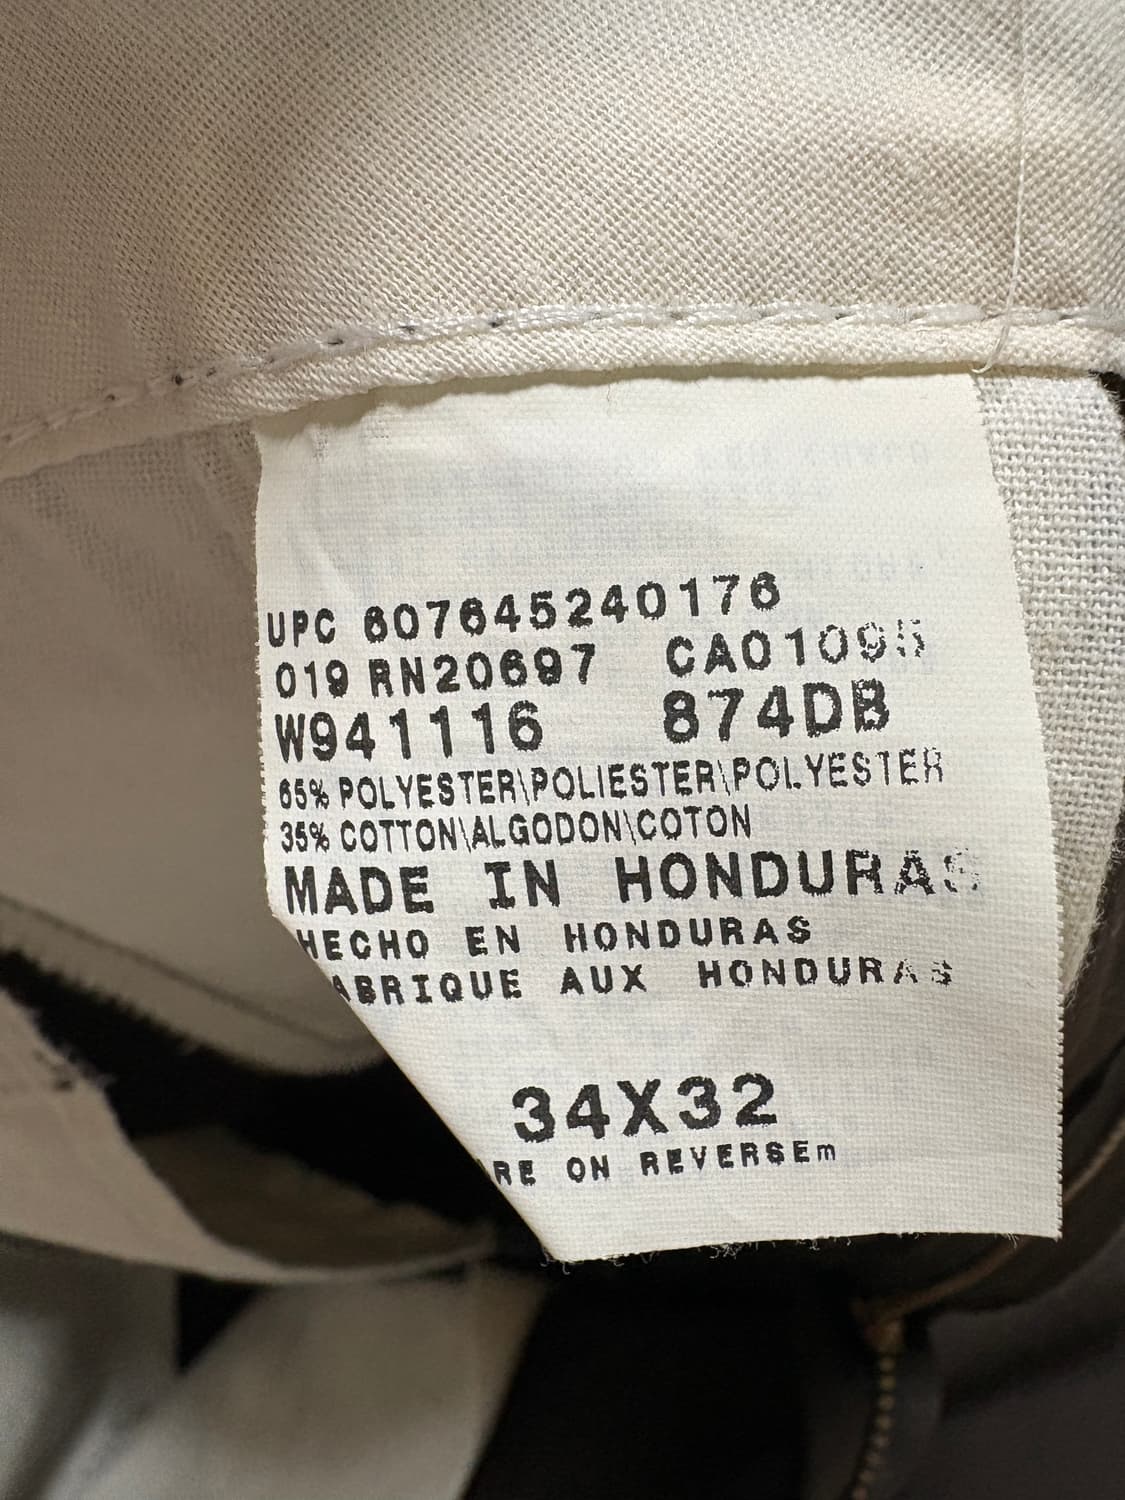 UPC 607645240176
019 RN20697 CA01095
W941116 874DB
65% POLYESTER\POLIESTER\POLYESTER
35% COTTON\ALGODON\COTON
MADE IN HONDURAS
HECHO EN HONDURAS
ABRIQUE AUX HONDURAS
34X32
RE ON REVERSEm